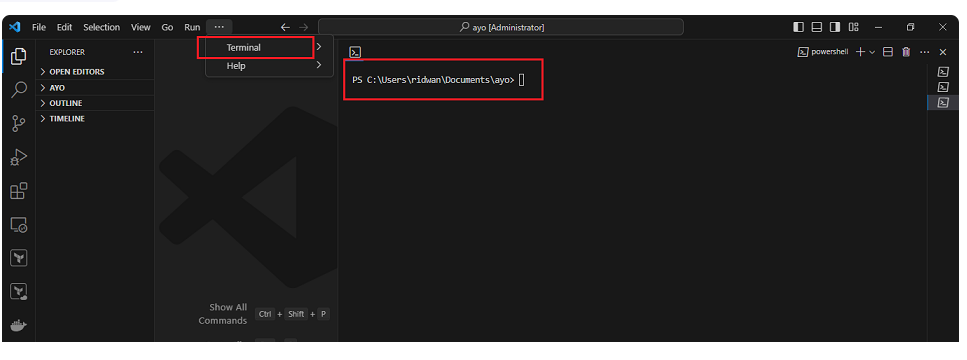 File Edit Selection View Go Run ··· ayo [Administrator]
Terminal
Help
EXPLORER ···
OPEN EDITORS
AYO
OUTLINE
TIMELINE
powershell
PS C:\Users\ridwan\Documents\ayo>
Show All Commands Ctrl + Shift + P